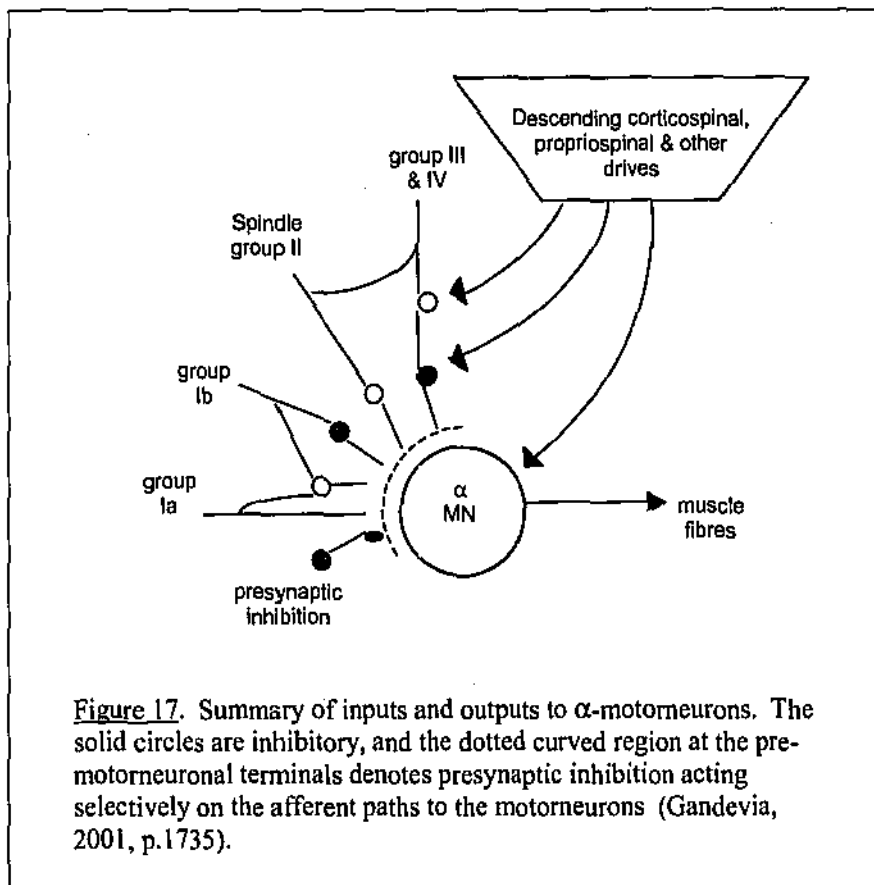 Descending corticospinal,
propriospinal & other
drives
group III
& IV
Spindle
group II
group
Ib
group
Ia
α
MN
muscle
fibres
presynaptic
inhibition
Figure 17. Summary of inputs and outputs to α-motorneurons. The
solid circles are inhibitory, and the dotted curved region at the pre-
motorneuronal terminals denotes presynaptic inhibition acting
selectively on the afferent paths to the motorneurons (Gandevia,
2001, p.1735).